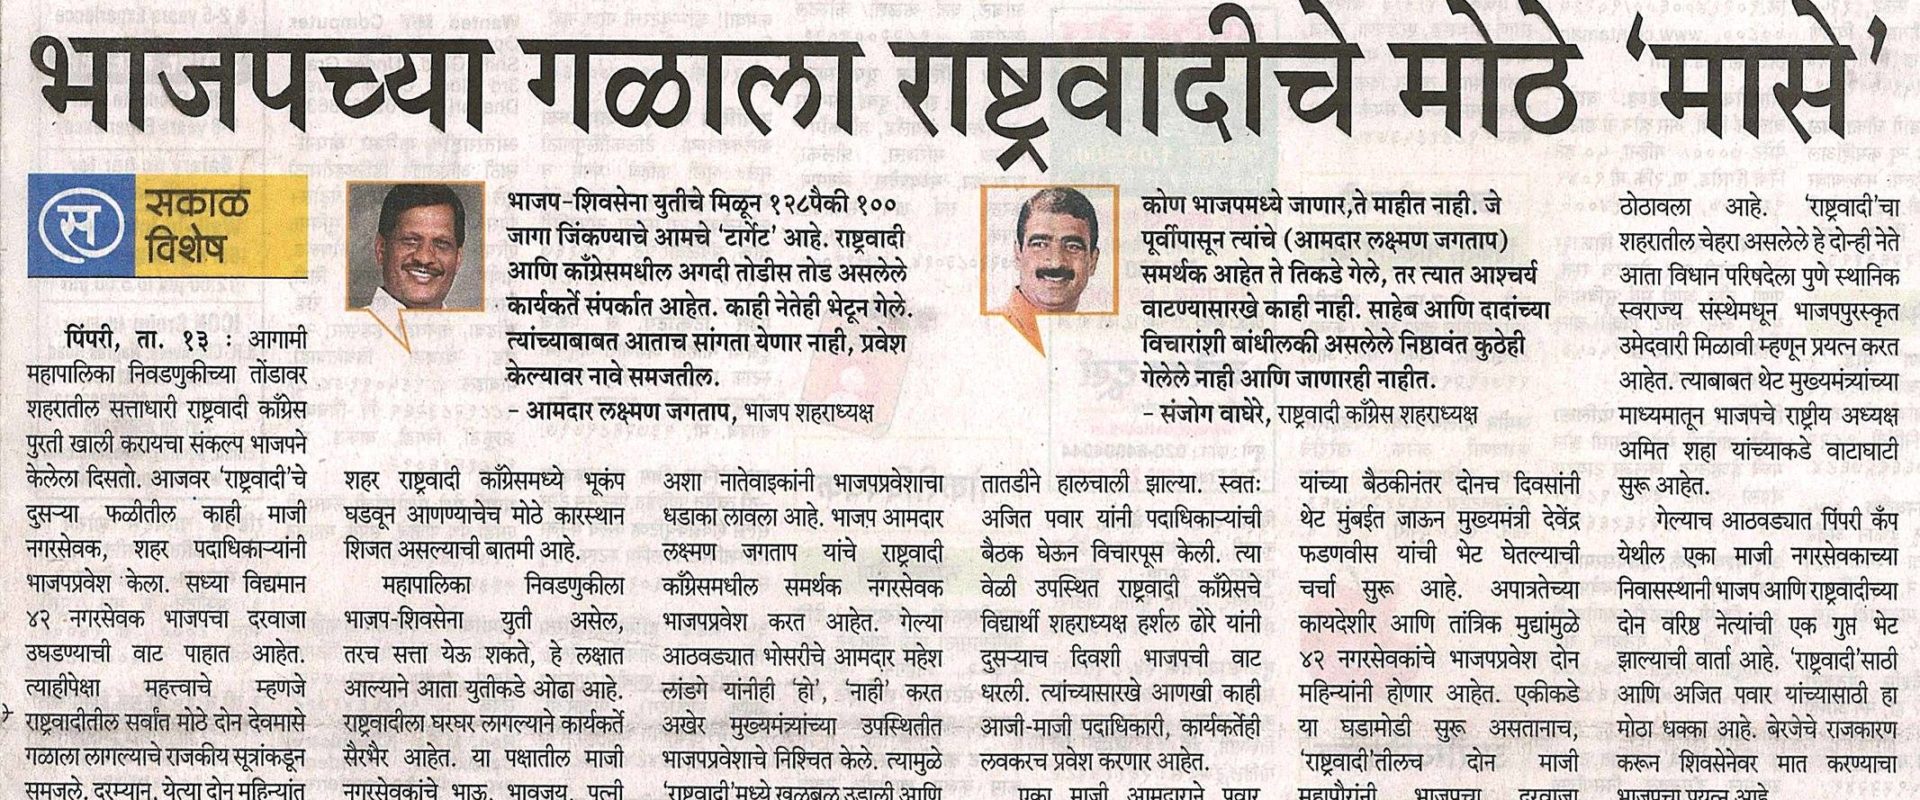 भाजपच्या गळाला राष्ट्रवादीचे मोठे ‘मासे’
स
सकाळ
विशेष
भाजप-शिवसेना युतीचे मिळून १२८पैकी १००
जागा जिंकण्याचे आमचे ‘टार्गेट’ आहे. राष्ट्रवादी
आणि काँग्रेसमधील अगदी तोडीस तोड असलेले
कार्यकर्ते संपर्कात आहेत. काही नेतेही भेटून गेले.
त्यांच्याबाबत आताच सांगता येणार नाही, प्रवेश
केल्यावर नावे समजतील.
– आमदार लक्ष्मण जगताप, भाजप शहराध्यक्ष
कोण भाजपमध्ये जाणार,ते माहीत नाही. जे
पूर्वीपासून त्यांचे (आमदार लक्ष्मण जगताप)
समर्थक आहेत ते तिकडे गेले, तर त्यात आश्चर्य
वाटण्यासारखे काही नाही. साहेब आणि दादांच्या
विचारांशी बांधीलकी असलेले निष्ठावंत कुठेही
गेलेले नाही आणि जाणारही नाहीत.
– संजोग वाघेरे, राष्ट्रवादी काँग्रेस शहराध्यक्ष
पिंपरी, ता. १३ : आगामी
महापालिका निवडणुकीच्या तोंडावर
शहरातील सत्ताधारी राष्ट्रवादी काँग्रेस
पुरती खाली करायचा संकल्प भाजपने
केलेला दिसतो. आजवर ‘राष्ट्रवादी’चे
दुसऱ्या फळीतील काही माजी
नगरसेवक, शहर पदाधिकाऱ्यांनी
भाजपप्रवेश केला. सध्या विद्यमान
४२ नगरसेवक भाजपचा दरवाजा
उघडण्याची वाट पाहात आहेत.
त्याहीपेक्षा महत्त्वाचे म्हणजे
राष्ट्रवादीतील सर्वांत मोठे दोन देवमासे
गळाला लागल्याचे राजकीय सूत्रांकडून
समजले. दरम्यान, येत्या दोन महिन्यांत
शहर राष्ट्रवादी काँग्रेसमध्ये भूकंप
घडवून आणण्याचेच मोठे कारस्थान
शिजत असल्याची बातमी आहे.
महापालिका निवडणुकीला
भाजप-शिवसेना युती असेल,
तरच सत्ता येऊ शकते, हे लक्षात
आल्याने आता युतीकडे ओढा आहे.
राष्ट्रवादीला घरघर लागल्याने कार्यकर्ते
सैरभैर आहेत. या पक्षातील माजी
नगरसेवकांचे भाऊ, भावजय, पत्नी
अशा नातेवाइकांनी भाजपप्रवेशाचा
धडाका लावला आहे. भाजप आमदार
लक्ष्मण जगताप यांचे राष्ट्रवादी
काँग्रेसमधील समर्थक नगरसेवक
भाजपप्रवेश करत आहेत. गेल्या
आठवड्यात भोसरीचे आमदार महेश
लांडगे यांनीही ‘हो’, ‘नाही’ करत
अखेर मुख्यमंत्र्यांच्या उपस्थितीत
भाजपप्रवेशाचे निश्चित केले. त्यामुळे
‘राष्ट्रवादी’मध्ये खळबळ उडाली आणि
तातडीने हालचाली झाल्या. स्वतः
अजित पवार यांनी पदाधिकाऱ्यांची
बैठक घेऊन विचारपूस केली. त्या
वेळी उपस्थित राष्ट्रवादी काँग्रेसचे
विद्यार्थी शहराध्यक्ष हर्शल ढोरे यांनी
दुसऱ्याच दिवशी भाजपची वाट
धरली. त्यांच्यासारखे आणखी काही
आजी-माजी पदाधिकारी, कार्यकर्तेही
लवकरच प्रवेश करणार आहेत.
एका माजी आमदाराने पवार
यांच्या बैठकीनंतर दोनच दिवसांनी
थेट मुंबईत जाऊन मुख्यमंत्री देवेंद्र
फडणवीस यांची भेट घेतल्याची
चर्चा सुरू आहे. अपात्रतेच्या
कायदेशीर आणि तांत्रिक मुद्यांमुळे
४२ नगरसेवकांचे भाजपप्रवेश दोन
महिन्यांनी होणार आहेत. एकीकडे
या घडामोडी सुरू असतानाच,
‘राष्ट्रवादी’तीलच दोन माजी
महापौरांनी भाजपचा दरवाजा
ठोठावला आहे. ‘राष्ट्रवादी’चा
शहरातील चेहरा असलेले हे दोन्ही नेते
आता विधान परिषदेला पुणे स्थानिक
स्वराज्य संस्थेमधून भाजपपुरस्कृत
उमेदवारी मिळावी म्हणून प्रयत्न करत
आहेत. त्याबाबत थेट मुख्यमंत्र्यांच्या
माध्यमातून भाजपचे राष्ट्रीय अध्यक्ष
अमित शहा यांच्याकडे वाटाघाटी
सुरू आहेत.
गेल्याच आठवड्यात पिंपरी कँप
येथील एका माजी नगरसेवकाच्या
निवासस्थानी भाजप आणि राष्ट्रवादीच्या
दोन वरिष्ठ नेत्यांची एक गुप्त भेट
झाल्याची वार्ता आहे. ‘राष्ट्रवादी’साठी
आणि अजित पवार यांच्यासाठी हा
मोठा धक्का आहे. बेरजेचे राजकारण
करून शिवसेनेवर मात करण्याचा
भाजपचा प्रयत्न आहे.